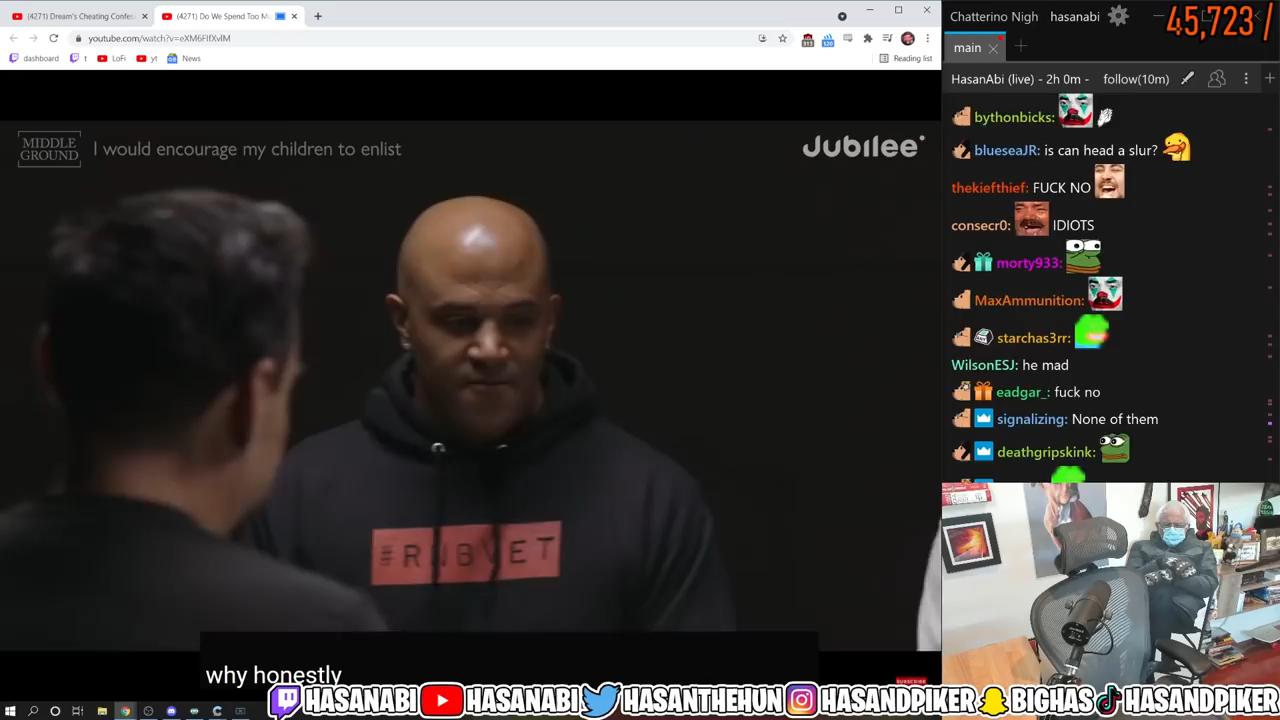 (4271) Dream's Cheating Confes
(4271) Do We Spend Too M
youtube.com/watch?v=eXM6FIfXvIM
dashboard
t
LoFi
yt
News
Reading list
MIDDLE
GROUND
I would encourage my children to enlist
Jubilee
#RNBVET
why honestly
SUBSCRIBE
Chatterino Nigh
hasanabi
45,723 /
main
HasanAbi (live) - 2h 0m -
follow(10m)
bythonbicks:
blueseaJR: is can head a slur?
thekiefthief: FUCK NO
consecr0: IDIOTS
morty933:
MaxAmmunition:
starchas3rr:
WilsonESJ: he mad
eadgar_: fuck no
signalizing: None of them
deathgripskink:
HASANABI
HASANABI
HASANTHEHUN
HASANDPIKER
BIGHAS
HASANDPIKER